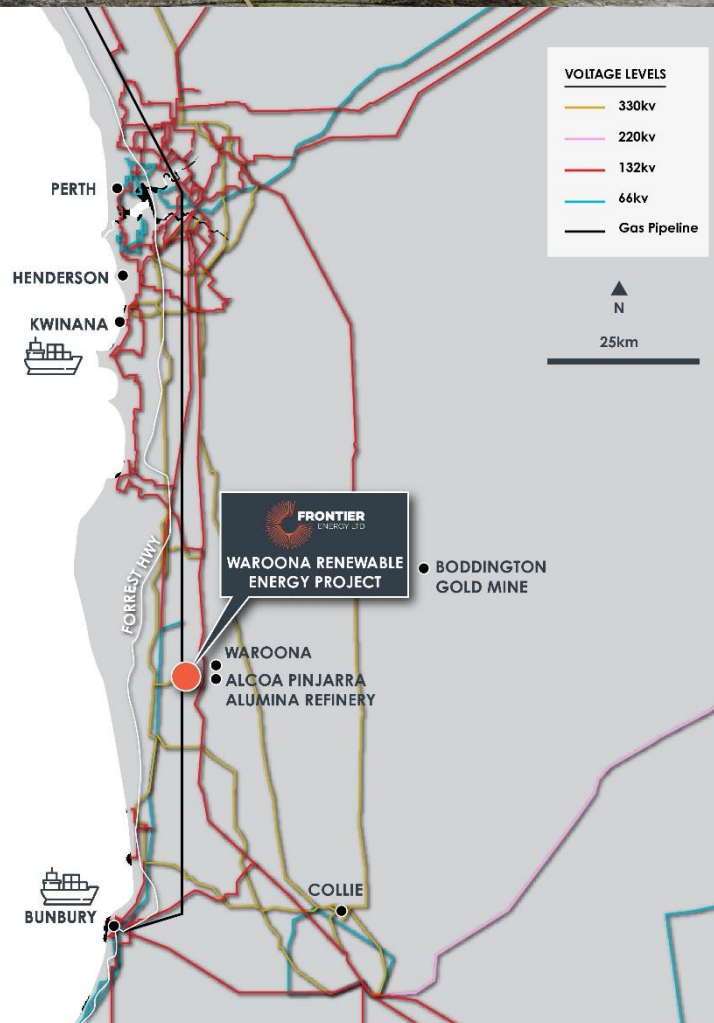 VOLTAGE LEVELS
330kv
220kv
132kv
66kv
Gas Pipeline
N
25km
PERTH
HENDERSON
KWINANA
FORREST HWY
FRONTIER
ENERGY LTD
WAROONA RENEWABLE
ENERGY PROJECT
BODDINGTON
GOLD MINE
WAROONA
ALCOA PINJARRA
ALUMINA REFINERY
COLLIE
BUNBURY